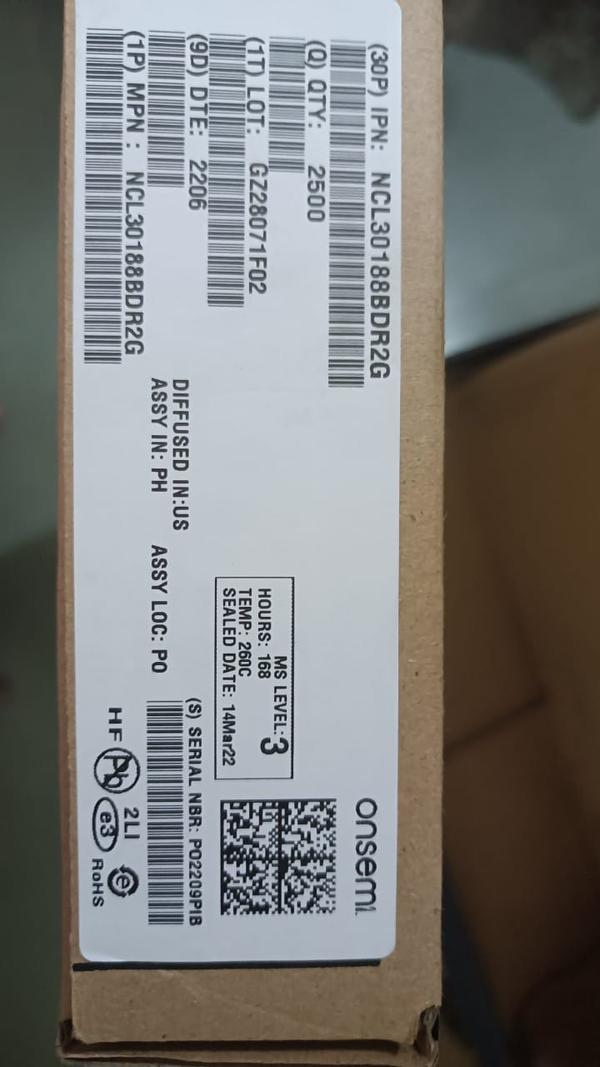 (30P) IPN: NCL30188BDR2G
(Q) QTY: 2500
(1T) LOT: GZ28071F02
(9D) DTE: 2206
(1P) MPN : NCL30188BDR2G
DIFFUSED IN:US
ASSY IN: PH ASSY LOC: PO
MS LEVEL:3
HOURS: 168
TEMP: 260C
SEALED DATE: 14Mar22
onsemi
(S) SERIAL NBR: PO2209P1B
2LI e
HF Pb e3 RoHS